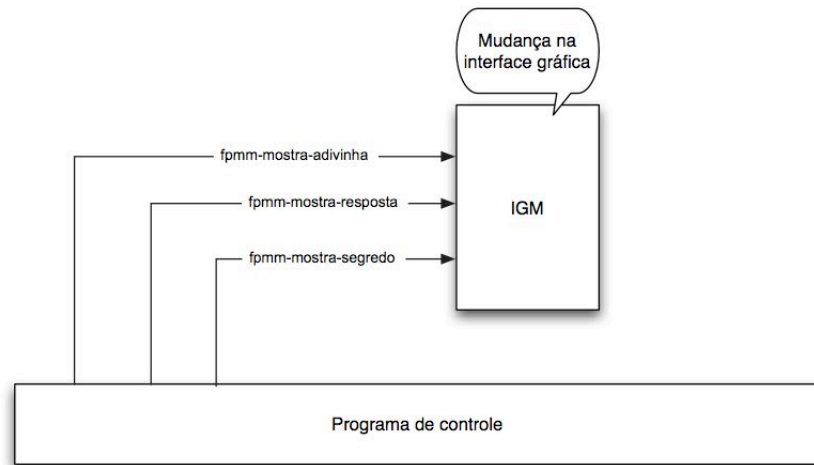 Mudança na
interface gráfica
fpmm-mostra-adivinha
fpmm-mostra-resposta
IGM
fpmm-mostra-segredo
Programa de controle